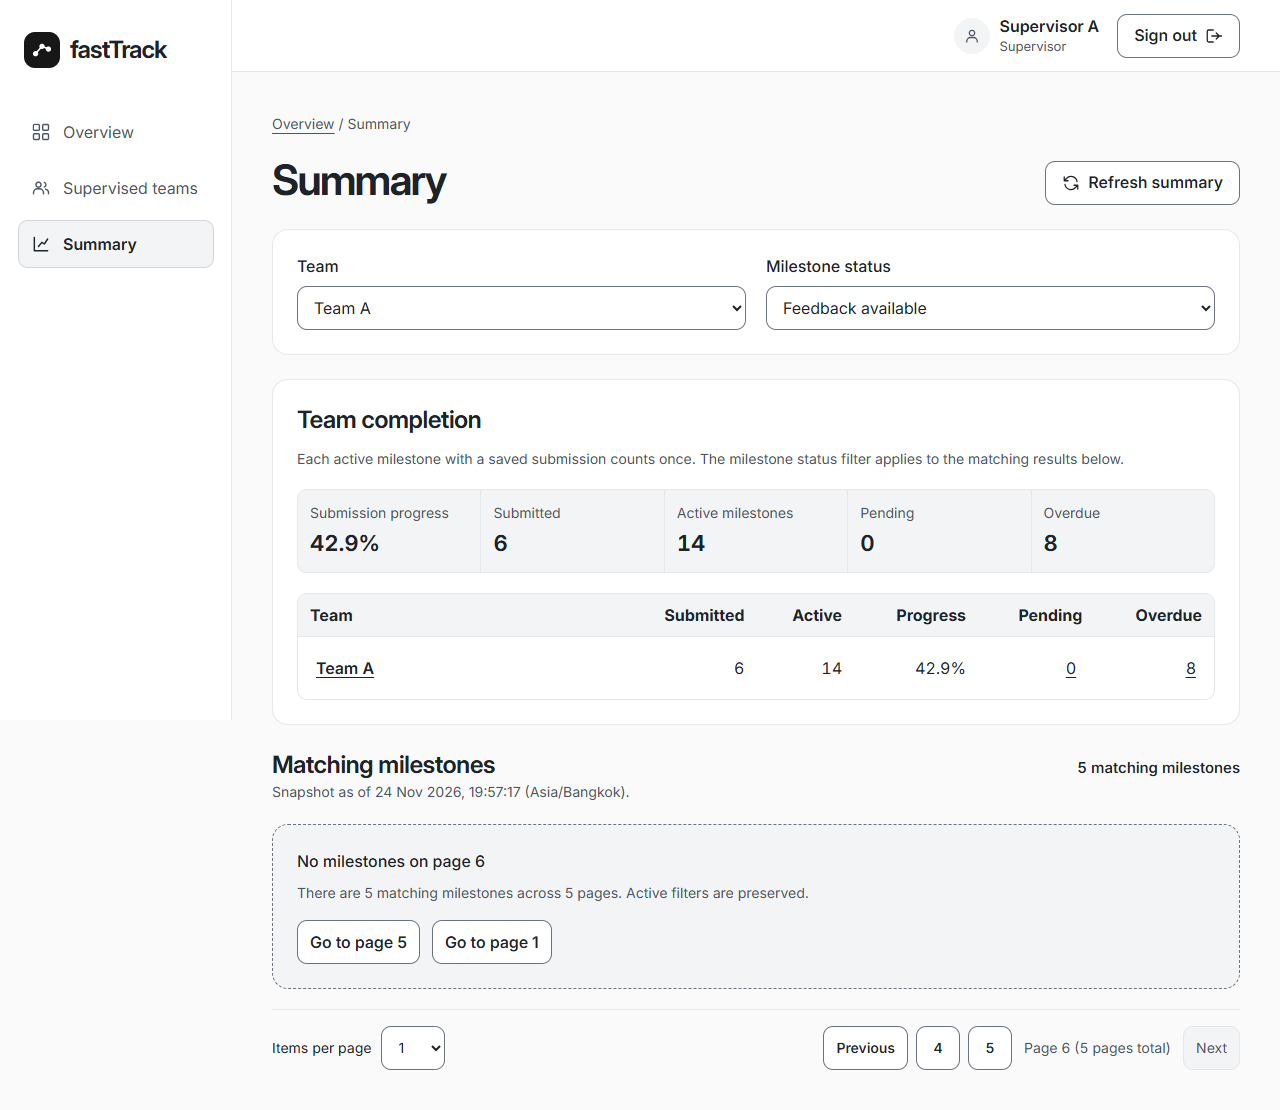 fastTrack
Supervisor A
Supervisor
Sign out
Overview
Supervised teams
Summary
Overview / Summary
Summary
Refresh summary
Team
Milestone status
Team A
Feedback available
Team completion
Each active milestone with a saved submission counts once. The milestone status filter applies to the matching results below.
Submission progress
42.9%
Submitted
6
Active milestones
14
Pending
0
Overdue
8
Team Submitted Active Progress Pending Overdue
Team A 6 14 42.9% 0 8
Matching milestones
5 matching milestones
Snapshot as of 24 Nov 2026, 19:57:17 (Asia/Bangkok).
No milestones on page 6
There are 5 matching milestones across 5 pages. Active filters are preserved.
Go to page 5
Go to page 1
Items per page 1
Previous 4 5 Page 6 (5 pages total) Next